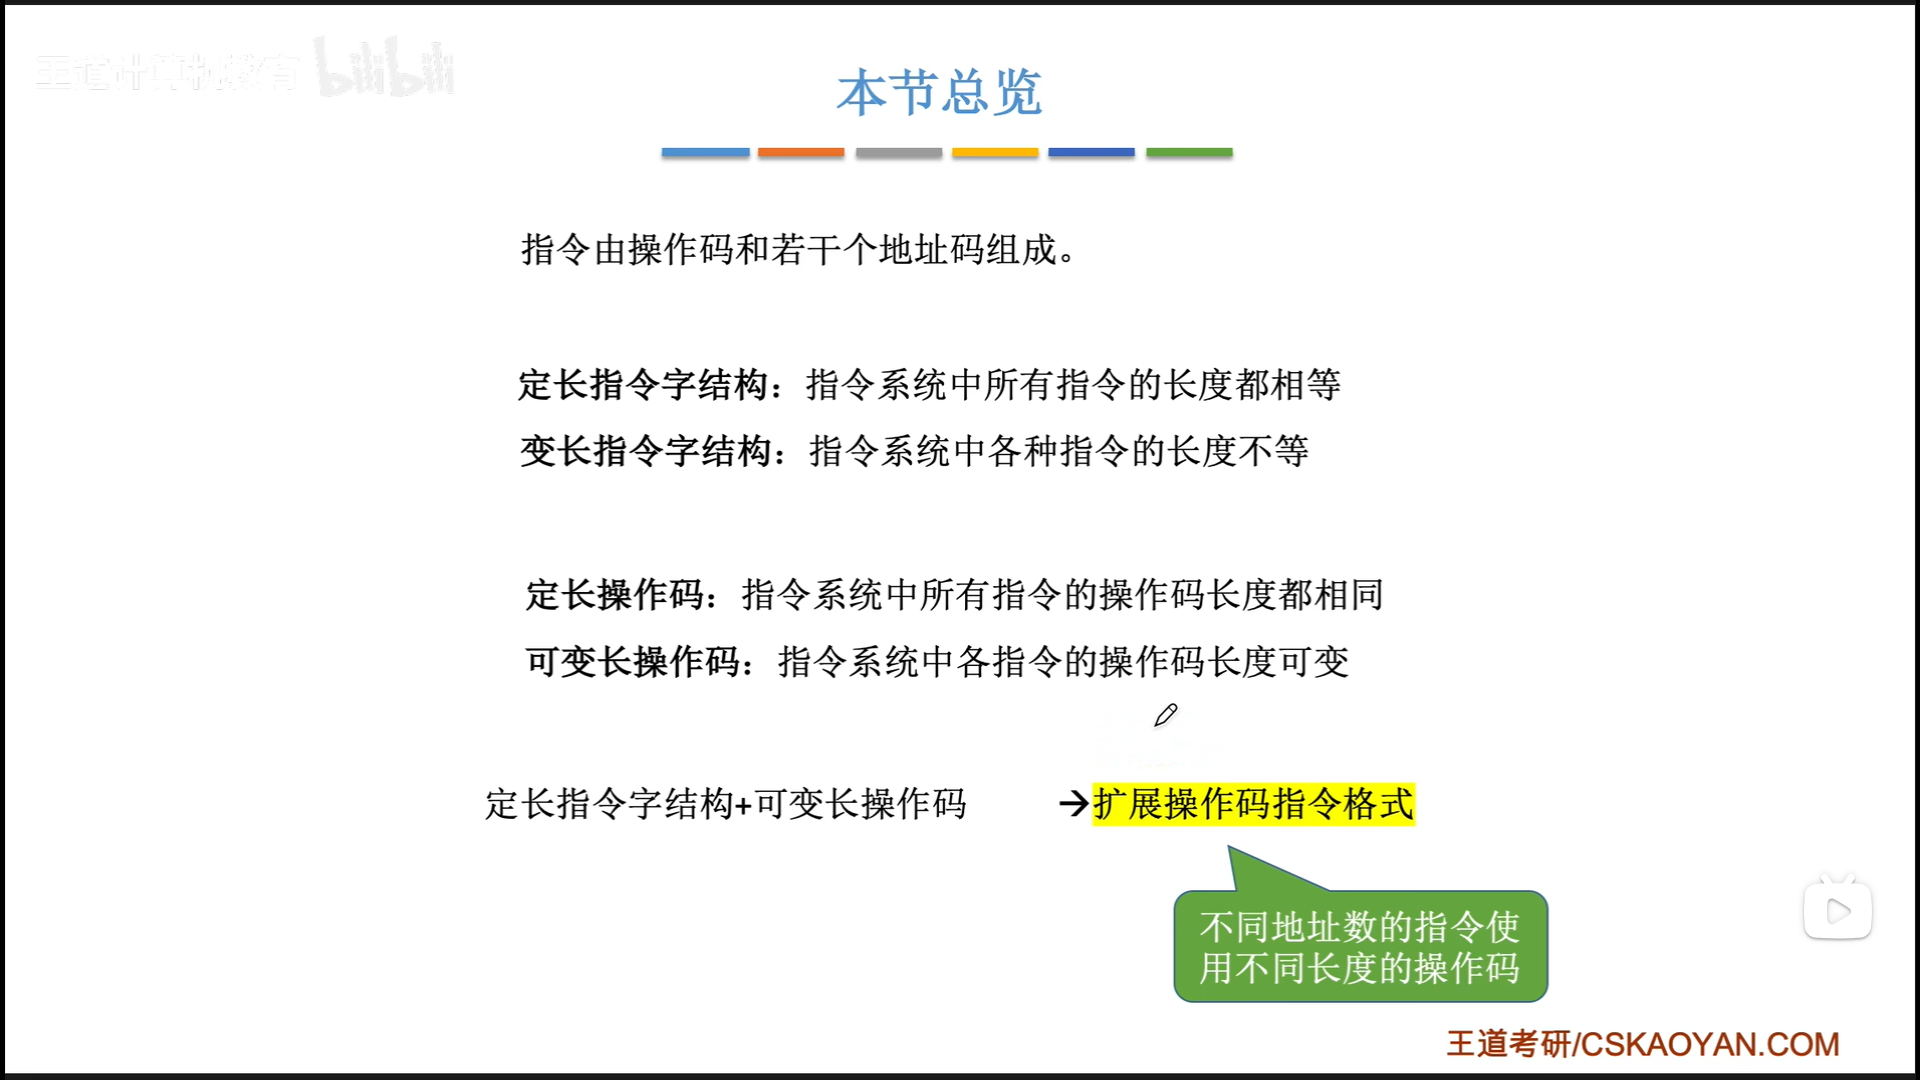 王道计算机教育 bilibili
本节总览
指令由操作码和若干个地址码组成。
定长指令字结构：指令系统中所有指令的长度都相等
变长指令字结构：指令系统中各种指令的长度不等
定长操作码：指令系统中所有指令的操作码长度都相同
可变长操作码：指令系统中各指令的操作码长度可变
定长指令字结构+可变长操作码 →扩展操作码指令格式
不同地址数的指令使
用不同长度的操作码
王道考研/CSKAOYAN.COM